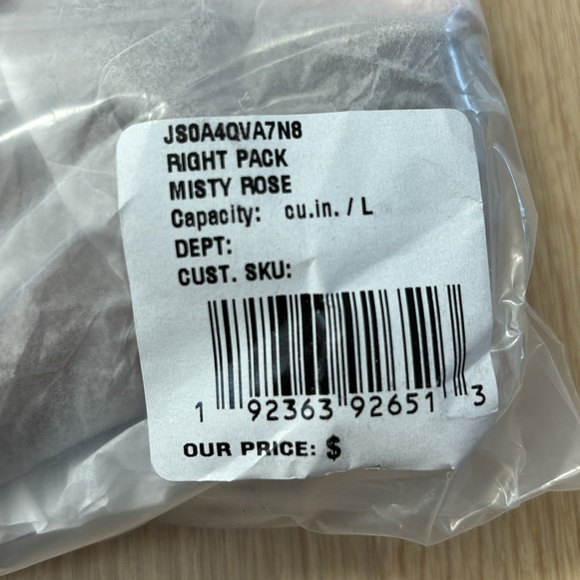 JS0A4QVA7N8
RIGHT PACK
MISTY ROSE
Capacity: cu.in. / L
DEPT:
CUST. SKU:
1 92363 92651 3
OUR PRICE: $